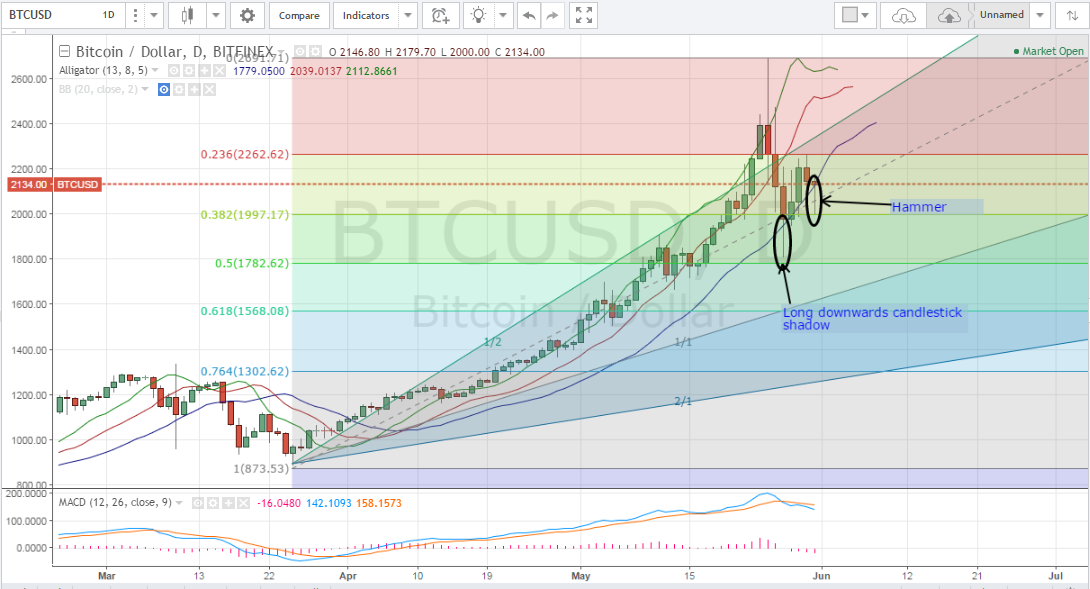 BTCUSD 1D Compare Indicators Unnamed
Bitcoin / Dollar, D, BITFINEX O 2146.80 H 2179.70 L 2000.00 C 2134.00
Market Open
0(2691.71)
Alligator (13, 8, 5) 1779.0500 2039.0137 2112.8661
BB (20, close, 2)
2600.00
2400.00
2200.00
2134.00 BTCUSD
2000.00
1800.00
1600.00
1400.00
1200.00
1000.00
800.00
0.236(2262.62)
0.382(1997.17)
0.5(1782.62)
0.618(1568.08)
0.764(1302.62)
1(873.53)
BTCUSD, D
Bitcoin / Dollar
Hammer
Long downwards candlestick
shadow
1/2
1/1
2/1
MACD (12, 26, close, 9) -16.0480 142.1093 158.1573
200.0000
100.0000
0.0000
Mar 13 22 Apr 10 19 May 15 Jun 12 21 Jul